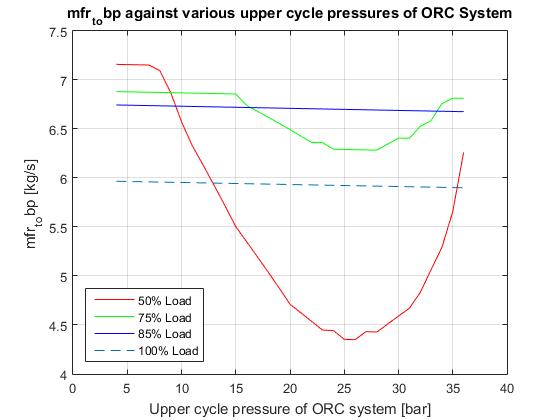 mfr_to bp against various upper cycle pressures of ORC System
7.5
7
6.5
6
5.5
5
4.5
4
mfr_to bp [kg/s]
50% Load
75% Load
85% Load
100% Load
0 5 10 15 20 25 30 35 40
Upper cycle pressure of ORC system [bar]